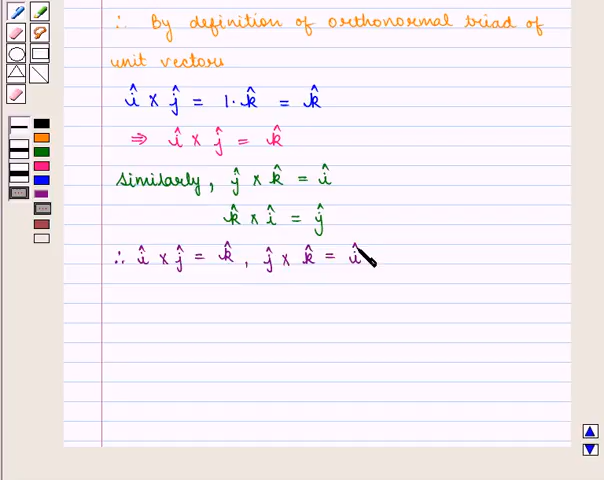 ∴ By definition of orthonormal triad of
unit vectors
î × ĵ = 1· k̂ = k̂
⇒ î × ĵ = k̂
Similarly, ĵ × k̂ = î
k̂ × î = ĵ
∴ î × ĵ = k̂, ĵ × k̂ = î